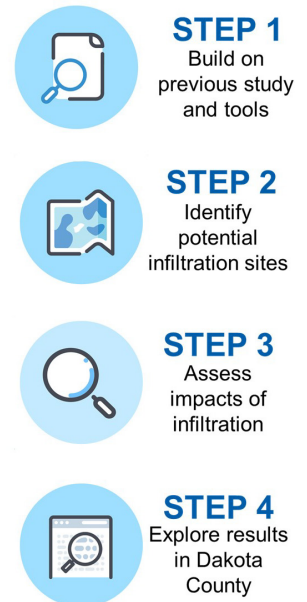 STEP 1
Build on
previous study
and tools
STEP 2
Identify
potential
infiltration sites
STEP 3
Assess
impacts of
infiltration
STEP 4
Explore results
in Dakota
County